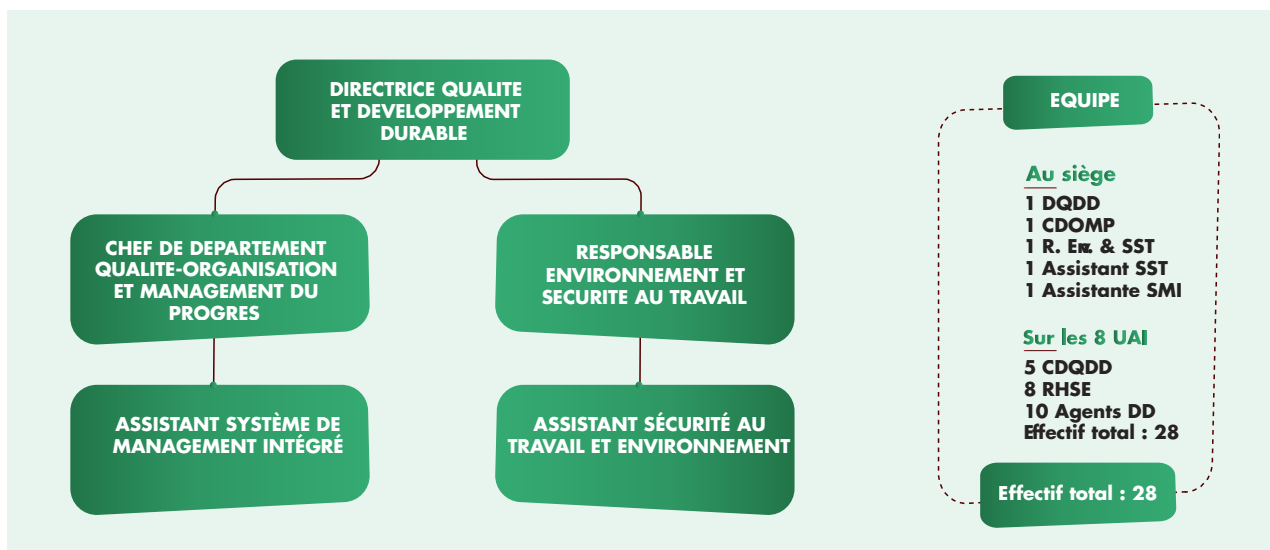 DIRECTRICE QUALITE
ET DEVELOPPEMENT
DURABLE
CHEF DE DEPARTEMENT
QUALITE-ORGANISATION
ET MANAGEMENT DU
PROGRES
RESPONSABLE
ENVIRONNEMENT ET
SECURITE AU TRAVAIL
ASSISTANT SYSTÈME DE
MANAGEMENT INTÉGRÉ
ASSISTANT SÉCURITÉ AU
TRAVAIL ET ENVIRONNEMENT
EQUIPE
Au siège
1 DQDD
1 CDOMP
1 R. & SST
1 Assistant SST
1 Assistante SMI
Sur les 8 UAI
5 CDQDD
8 RHSE
10 Agents DD
Effectif total : 28
Effectif total : 28